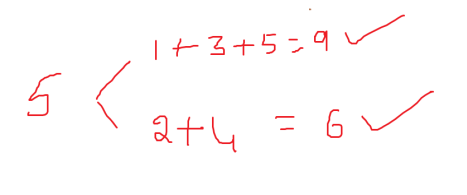 1+3+5=9 ✓
5 <
2+4 = 6 ✓